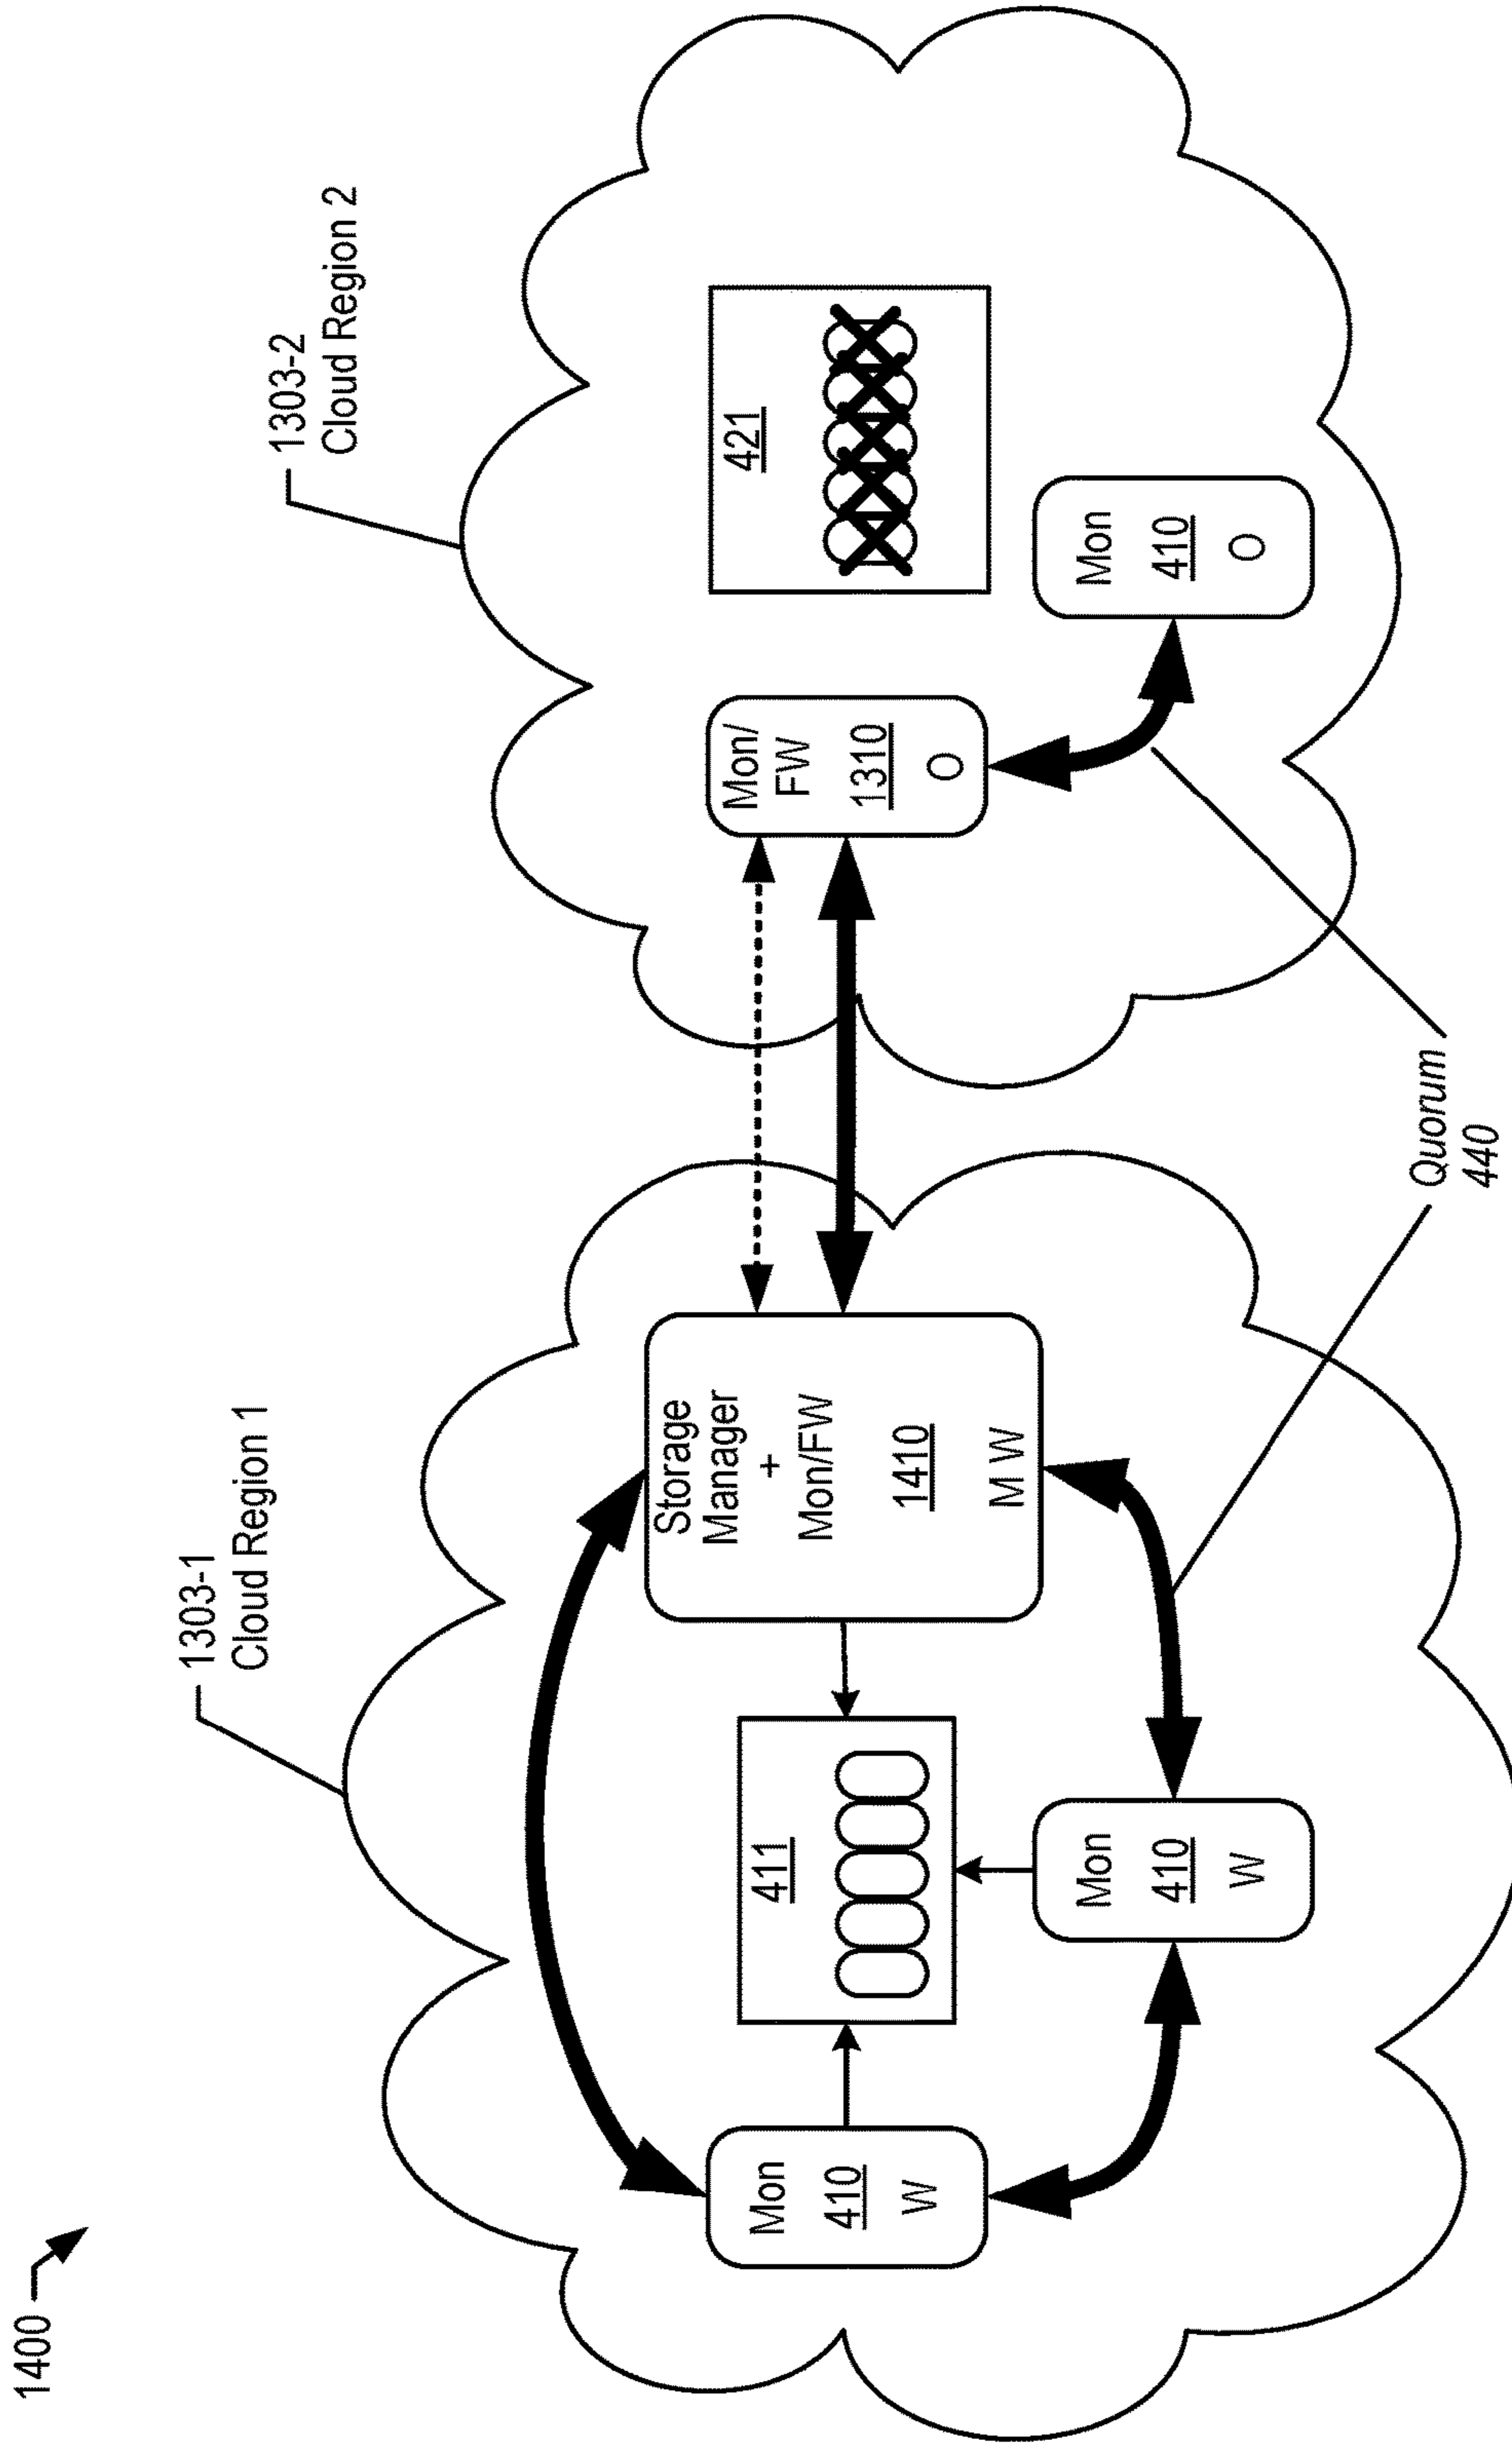 1400
1303-1
Cloud Region 1
1303-2
Cloud Region 2
Mon
410
W
411
Mon
410
W
Storage
Manager
+
Mon/FW
1410
M W
Mon/
FW
1310
O
421
Mon
410
O
Quorum
440